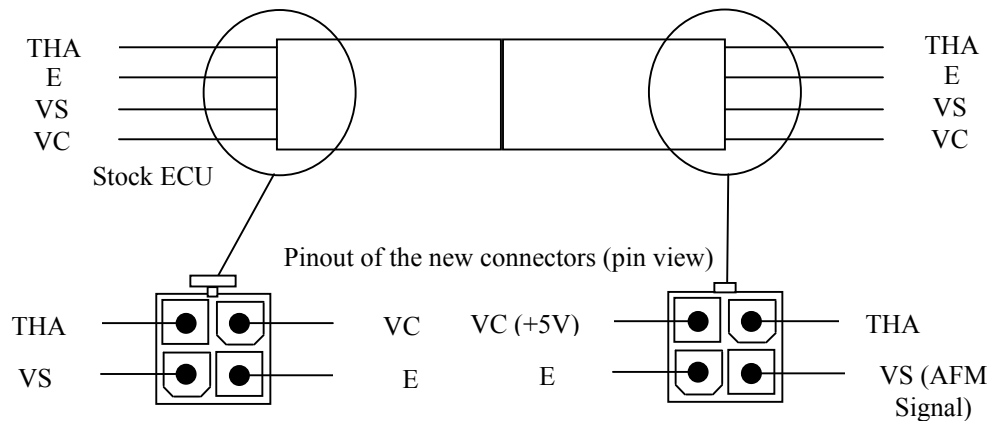 THA
E
VS
VC
Stock ECU
THA
E
VS
VC
Pinout of the new connectors (pin view)
THA
VS
VC
E
VC (+5V)
E
THA
VS (AFM
Signal)